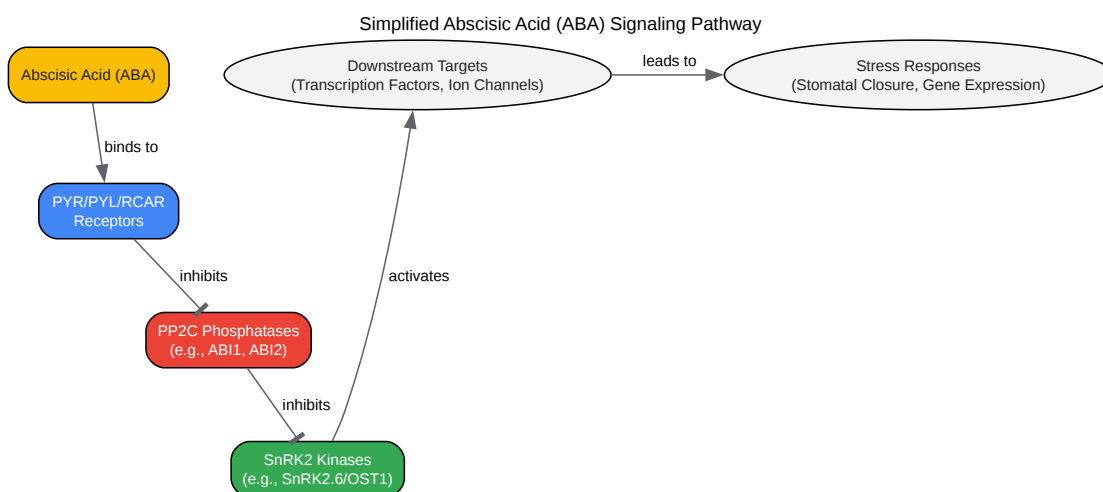 Simplified Abscisic Acid (ABA) Signaling Pathway
Abscisic Acid (ABA)
Downstream Targets
(Transcription Factors, Ion Channels)
leads to
Stress Responses
(Stomatal Closure, Gene Expression)
binds to
PYR/PYL/RCAR
Receptors
inhibits
activates
PP2C Phosphatases
(e.g., ABI1, ABI2)
inhibits
SnRK2 Kinases
(e.g., SnRK2.6/OST1)